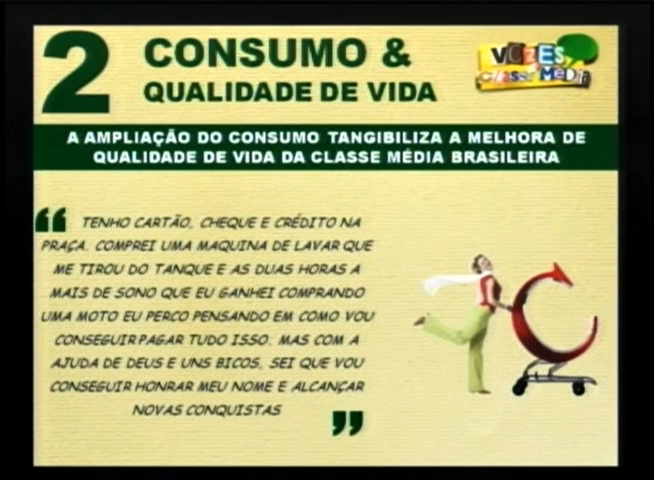 2 CONSUMO &
QUALIDADE DE VIDA
VOZES
CLASSE MÉDIA
A AMPLIAÇÃO DO CONSUMO TANGIBILIZA A MELHORA DE
QUALIDADE DE VIDA DA CLASSE MÉDIA BRASILEIRA
“ TENHO CARTÃO, CHEQUE E CRÉDITO NA
PRAÇA. COMPREI UMA MAQUINA DE LAVAR QUE
ME TIROU DO TANQUE E AS DUAS HORAS A
MAIS DE SONO QUE EU GANHEI COMPRANDO
UMA MOTO EU PERCO PENSANDO EM COMO VOU
CONSEGUIR PAGAR TUDO ISSO. MAS COM A
AJUDA DE DEUS E UNS BICOS, SEI QUE VOU
CONSEGUIR HONRAR MEU NOME E ALCANÇAR
NOVAS CONQUISTAS ”